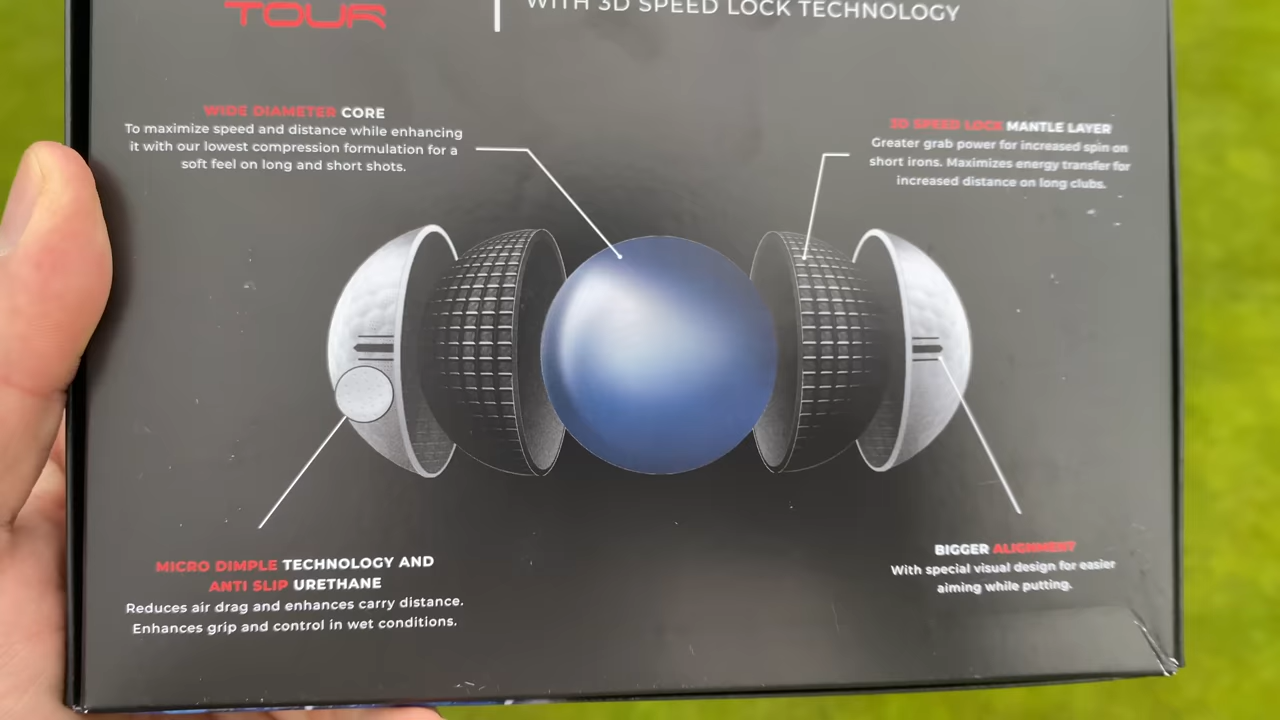 TOUR
WITH 3D SPEED LOCK TECHNOLOGY
WIDE DIAMETER CORE
To maximize speed and distance while enhancing
it with our lowest compression formulation for a
soft feel on long and short shots.
3D SPEED LOCK MANTLE LAYER
Greater grab power for increased spin on
short irons. Maximizes energy transfer for
increased distance on long clubs.
MICRO DIMPLE TECHNOLOGY AND
ANTI SLIP URETHANE
Reduces air drag and enhances carry distance.
Enhances grip and control in wet conditions.
BIGGER ALIGNMENT
With special visual design for easier
aiming while putting.